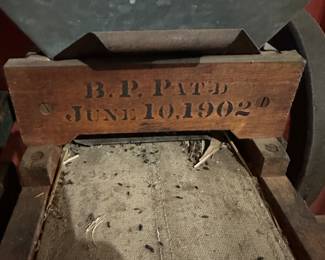 B. P. PAT-D
JUNE 10, 1902 D